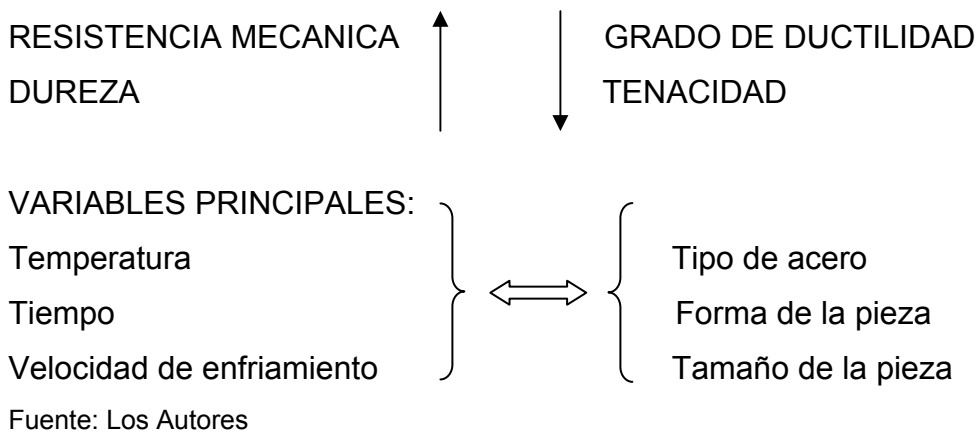 RESISTENCIA MECANICA GRADO DE DUCTILIDAD
DUREZA TENACIDAD
VARIABLES PRINCIPALES:
Temperatura Tipo de acero
Tiempo Forma de la pieza
Velocidad de enfriamiento Tamaño de la pieza
Fuente: Los Autores